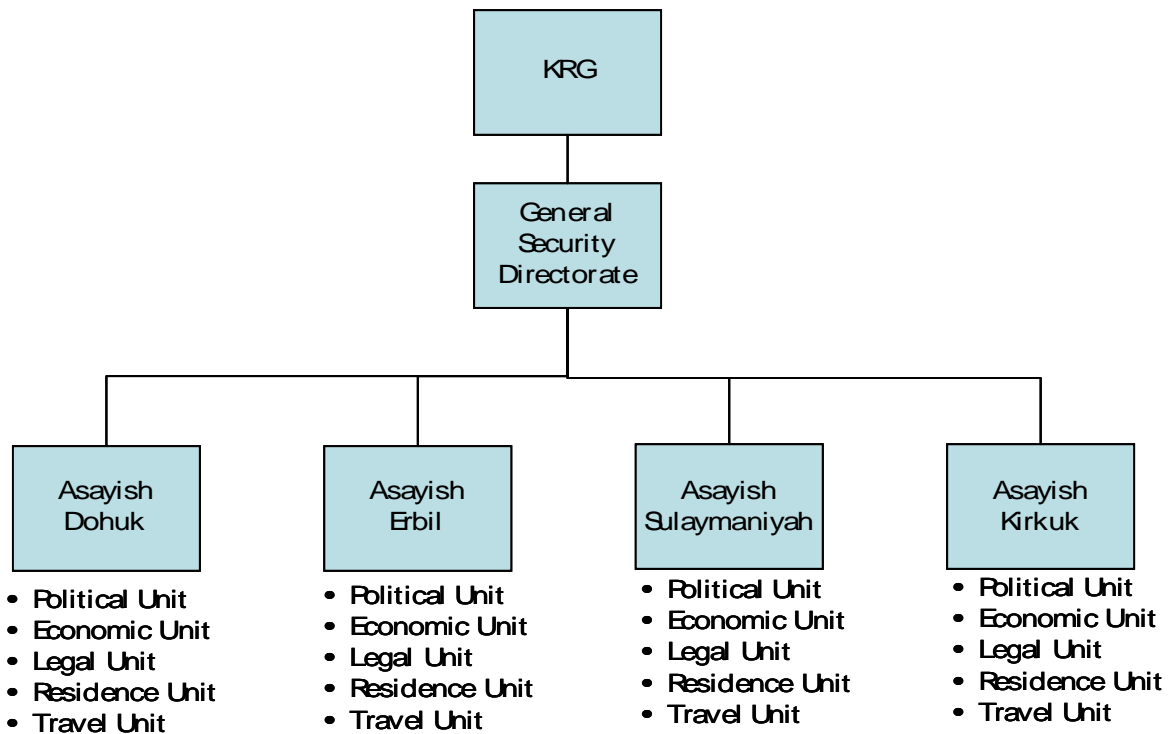 KRG
General
Security
Directorate
Asayish
Dohuk
• Political Unit
• Economic Unit
• Legal Unit
• Residence Unit
• Travel Unit
Asayish
Erbil
• Political Unit
• Economic Unit
• Legal Unit
• Residence Unit
• Travel Unit
Asayish
Sulaymaniyah
• Political Unit
• Economic Unit
• Legal Unit
• Residence Unit
• Travel Unit
Asayish
Kirkuk
• Political Unit
• Economic Unit
• Legal Unit
• Residence Unit
• Travel Unit